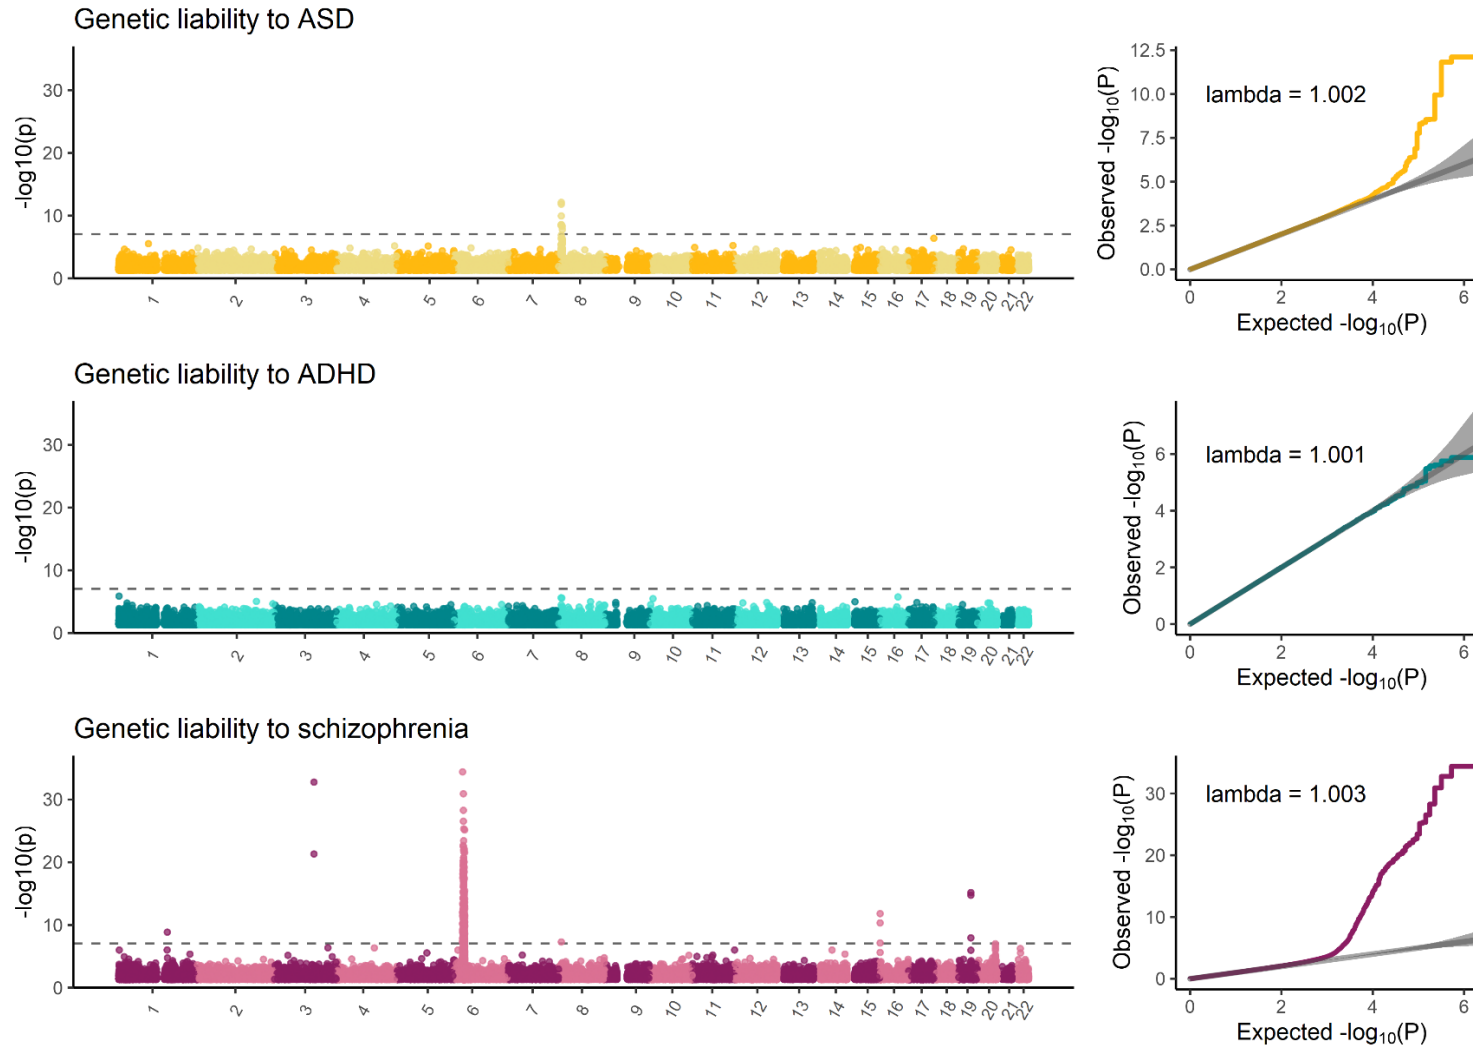 Genetic liability to ASD
-log10(p)
30
20
10
0
1 2 3 4 5 6 7 8 9 10 11 12 13 14 15 16 17 18 19 20 21 22
Observed -log10(P)
12.5
10.0
7.5
5.0
2.5
0.0
lambda = 1.002
0 2 4 6
Expected -log10(P)
Genetic liability to ADHD
-log10(p)
30
20
10
0
1 2 3 4 5 6 7 8 9 10 11 12 13 14 15 16 17 18 19 20 21 22
Observed -log10(P)
6
4
2
0
lambda = 1.001
0 2 4 6
Expected -log10(P)
Genetic liability to schizophrenia
-log10(p)
30
20
10
0
1 2 3 4 5 6 7 8 9 10 11 12 13 14 15 16 17 18 19 20 21 22
Observed -log10(P)
30
20
10
0
lambda = 1.003
0 2 4 6
Expected -log10(P)